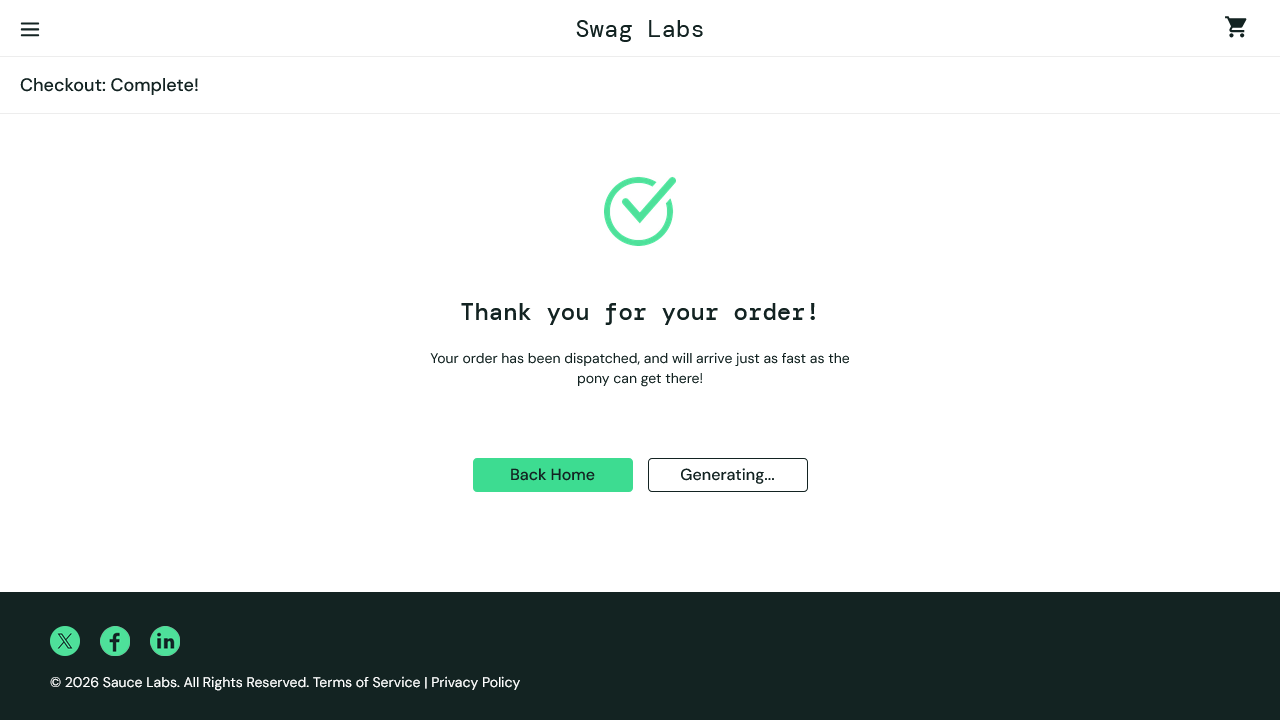 Swag Labs
Checkout: Complete!
Thank you for your order!
Your order has been dispatched, and will arrive just as fast as the
pony can get there!
Back Home
Generating...
© 2026 Sauce Labs. All Rights Reserved. Terms of Service | Privacy Policy